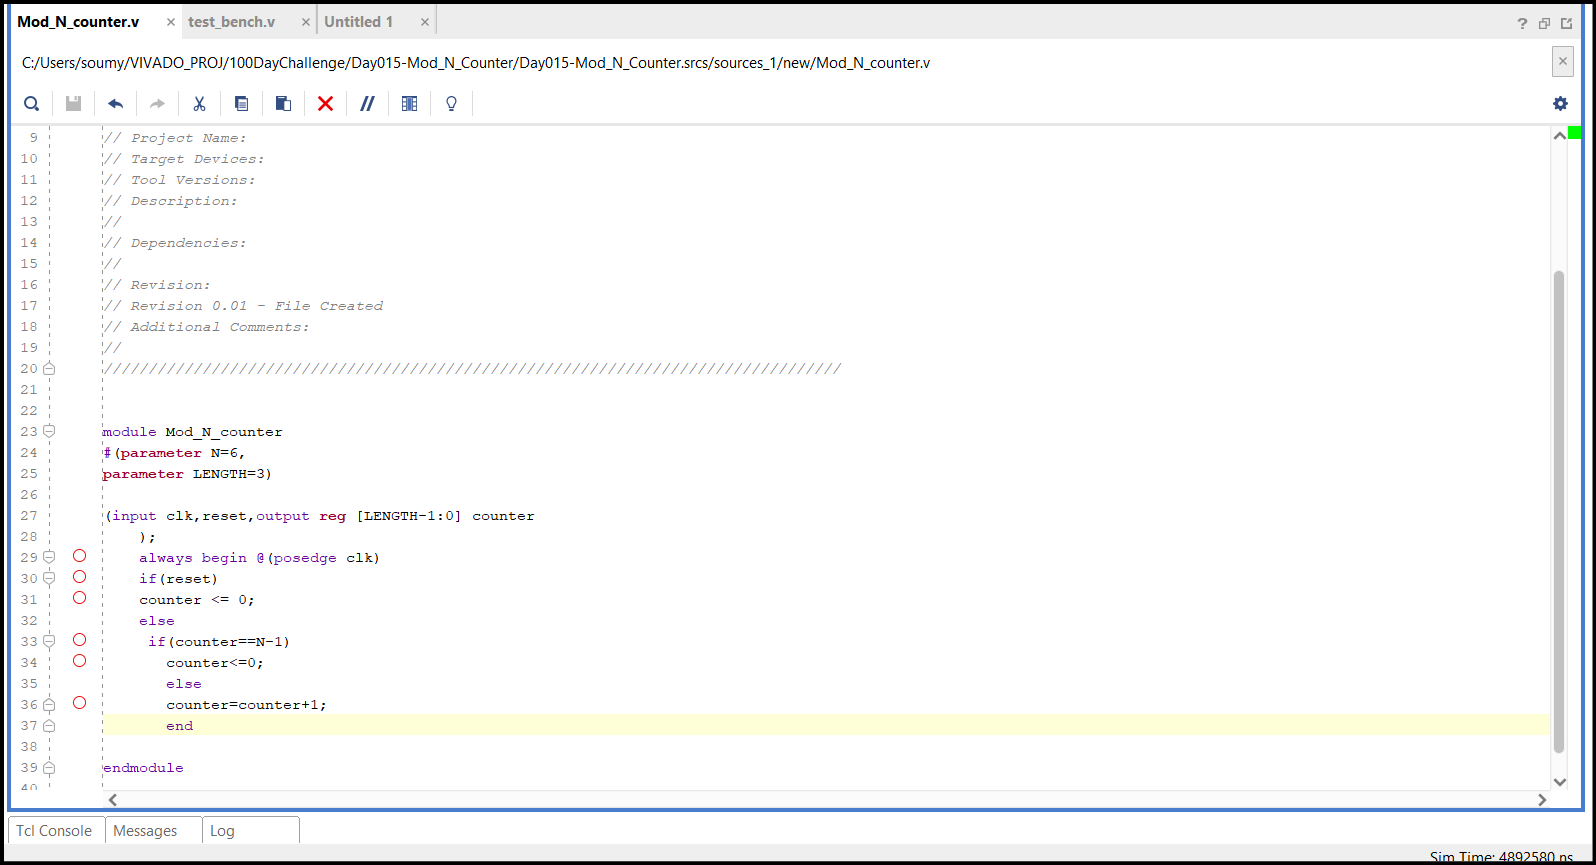 Mod_N_counter.v × test_bench.v × Untitled 1 ×
?
C:/Users/soumy/VIVADO_PROJ/100DayChallenge/Day015-Mod_N_Counter/Day015-Mod_N_Counter.srcs/sources_1/new/Mod_N_counter.v
9 // Project Name:
10 // Target Devices:
11 // Tool Versions:
12 // Description:
13 //
14 // Dependencies:
15 //
16 // Revision:
17 // Revision 0.01 - File Created
18 // Additional Comments:
19 //
20 //////////////////////////////////////////////////////////////////////////////////
21
22
23 module Mod_N_counter
24 #(parameter N=6,
25 parameter LENGTH=3)
26
27 (input clk,reset,output reg [LENGTH-1:0] counter
28 );
29 always begin @(posedge clk)
30 if(reset)
31 counter <= 0;
32 else
33 if(counter==N-1)
34 counter<=0;
35 else
36 counter=counter+1;
37 end
38
39 endmodule
40
Tcl Console Messages Log
Sim Time: 4892580 ns